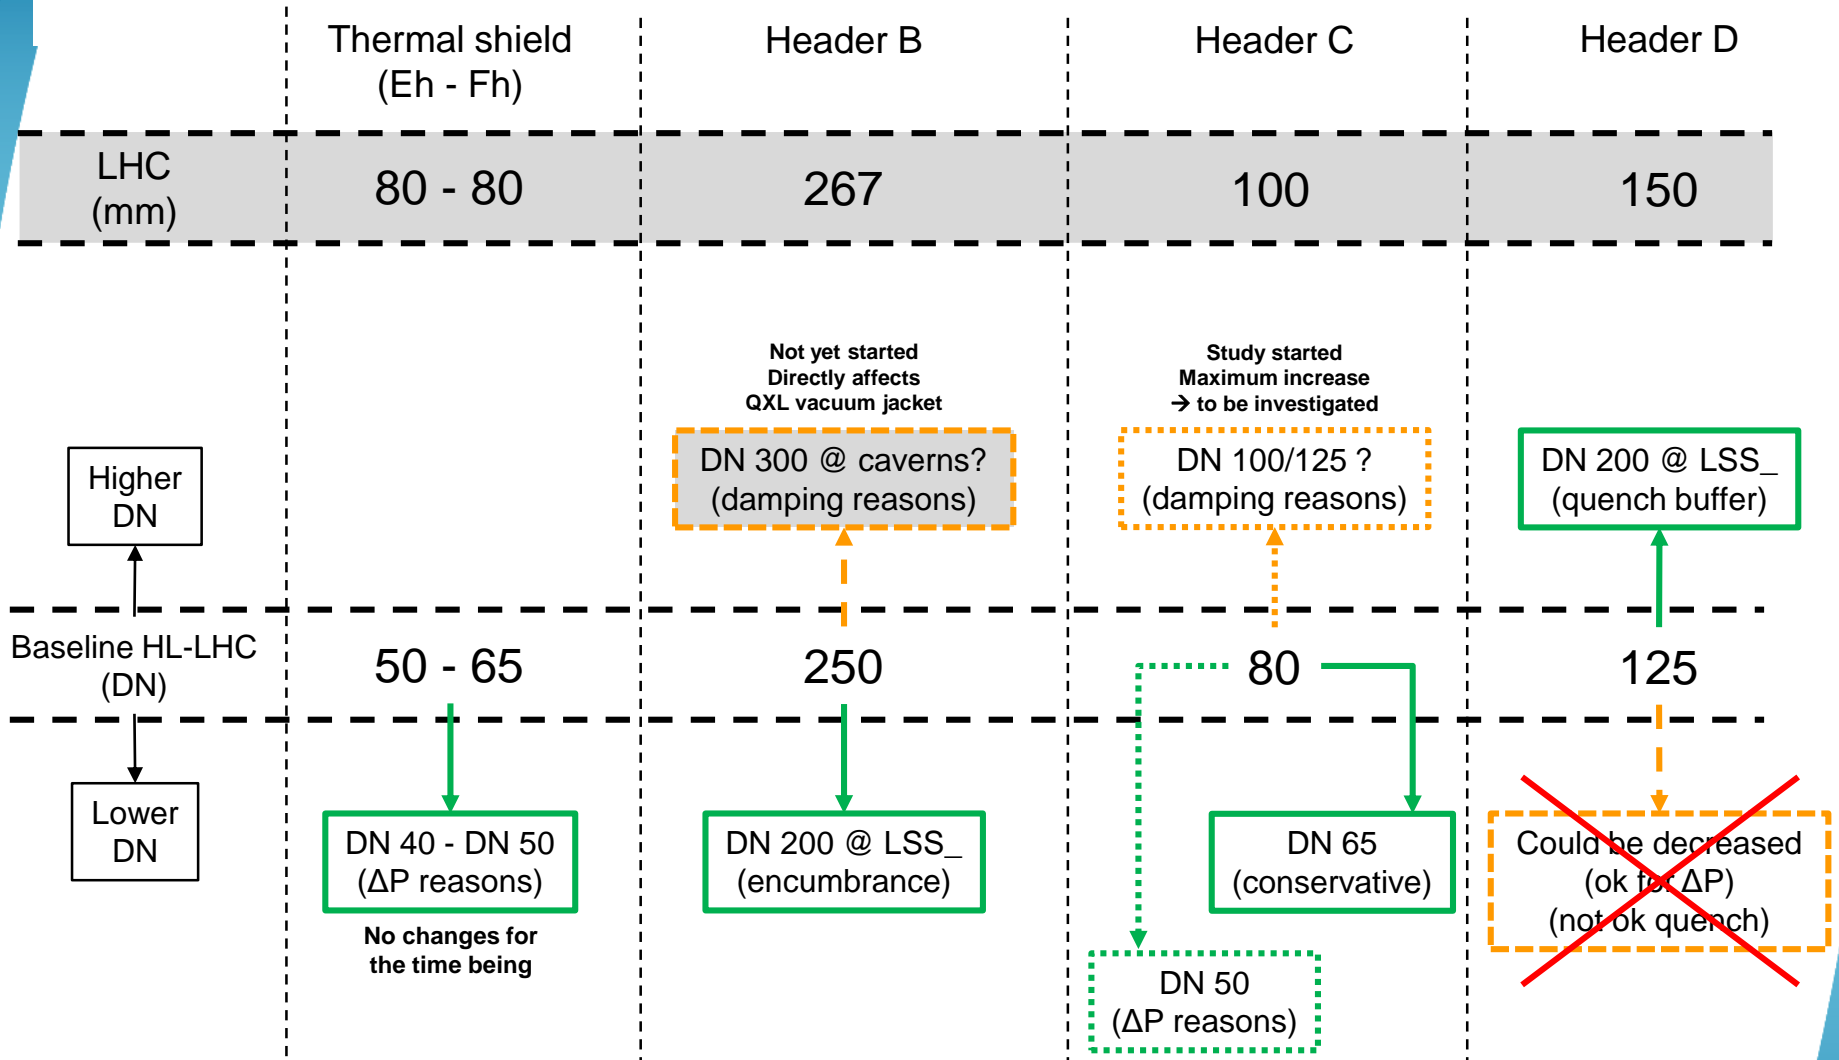 Thermal shield
(Eh - Fh)
Header B
Header C
Header D
LHC
(mm)
80 - 80
267
100
150
Not yet started
Directly affects
QXL vacuum jacket
Study started
Maximum increase
→ to be investigated
Higher
DN
DN 300 @ caverns?
(damping reasons)
DN 100/125 ?
(damping reasons)
DN 200 @ LSS_
(quench buffer)
Baseline HL-LHC
(DN)
50 - 65
250
80
125
Lower
DN
DN 40 - DN 50
(ΔP reasons)
No changes for
the time being
DN 200 @ LSS_
(encumbrance)
DN 65
(conservative)
DN 50
(ΔP reasons)
Could be decreased
(ok for ΔP)
(not ok quench)